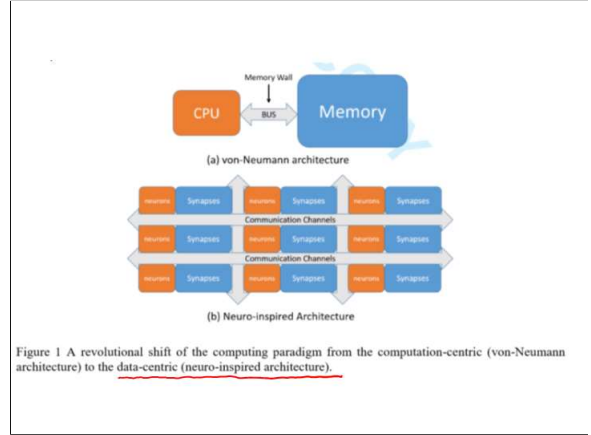 Memory Wall
CPU
BUS
Memory
(a) von-Neumann architecture
neurons Synapses neurons Synapses neurons Synapses
Communication Channels
neurons Synapses neurons Synapses neurons Synapses
Communication Channels
neurons Synapses neurons Synapses neurons Synapses
(b) Neuro-inspired Architecture
Figure 1 A revolutional shift of the computing paradigm from the computation-centric (von-Neumann
architecture) to the data-centric (neuro-inspired architecture).